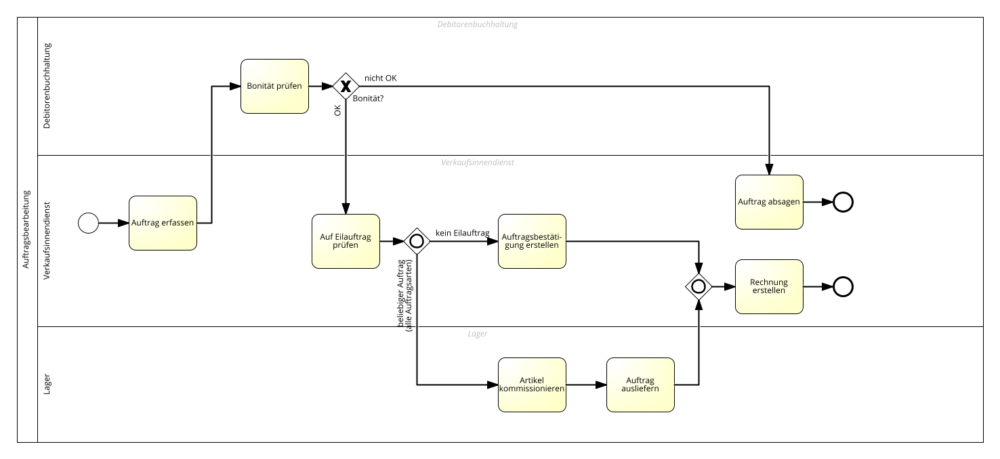 Auftragsbearbeitung
Debitorenbuchhaltung
Debitorenbuchhaltung
Bonität prüfen
nicht OK
Bonität?
OK
Verkaufsinnendienst
Verkaufsinnendienst
Auftrag erfassen
Auf Eilauftrag
prüfen
kein Eilauftrag
beliebiger Auftrag
(alle Auftragsarten)
Auftragsbestäti-
gung erstellen
Auftrag absagen
Rechnung
erstellen
Lager
Lager
Artikel
kommissionieren
Auftrag
ausliefern